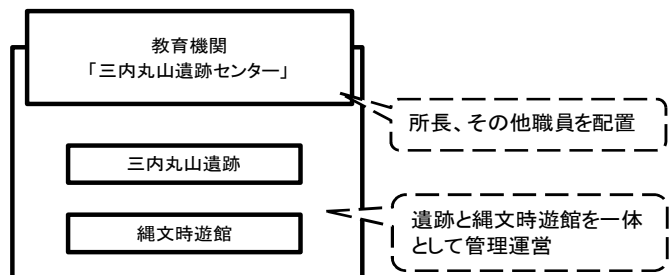 教育機関
「三内丸山遺跡センター」
所長、その他職員を配置
三内丸山遺跡
遺跡と縄文時遊館を一体
として管理運営
縄文時遊館